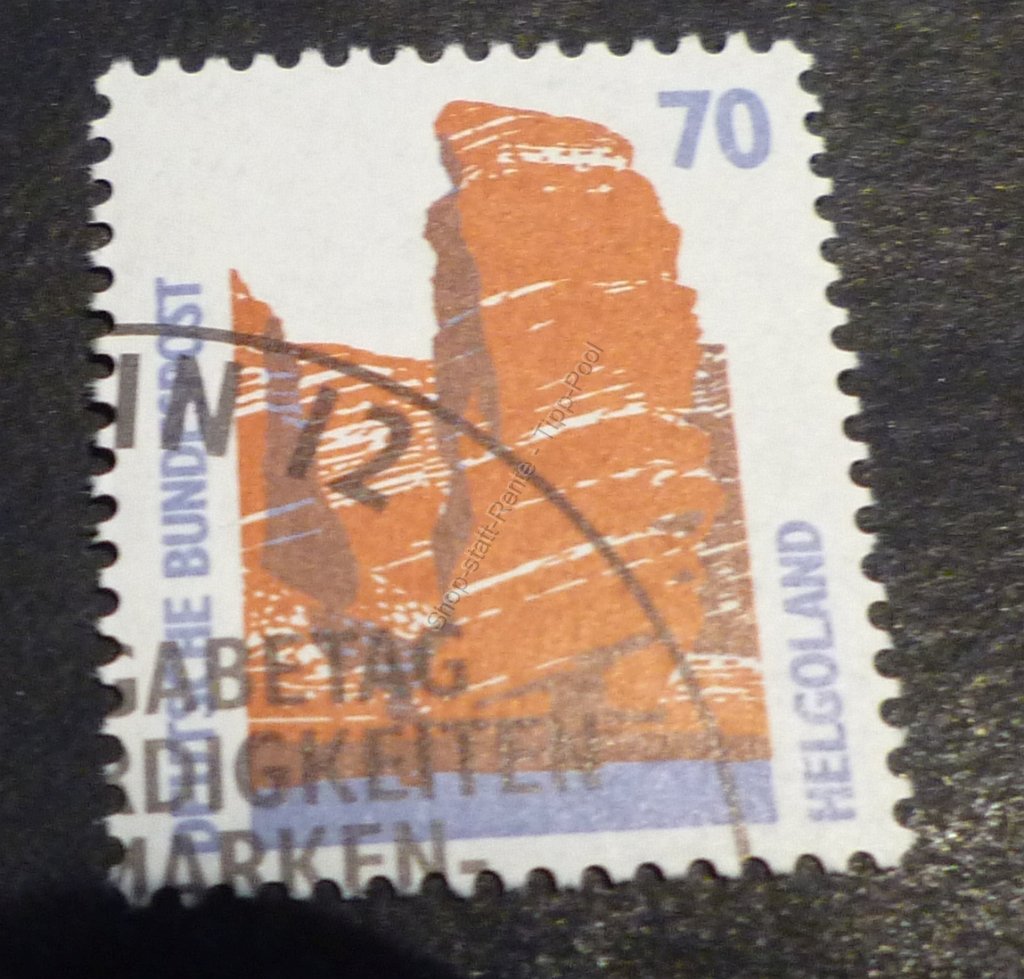 70
DEUTSCHE BUNDESPOST
HELGOLAND
IN 12
GABETAG
RDIGKEITEN
MARKEN-
Shop-statt-Rente - Tipp-Pool